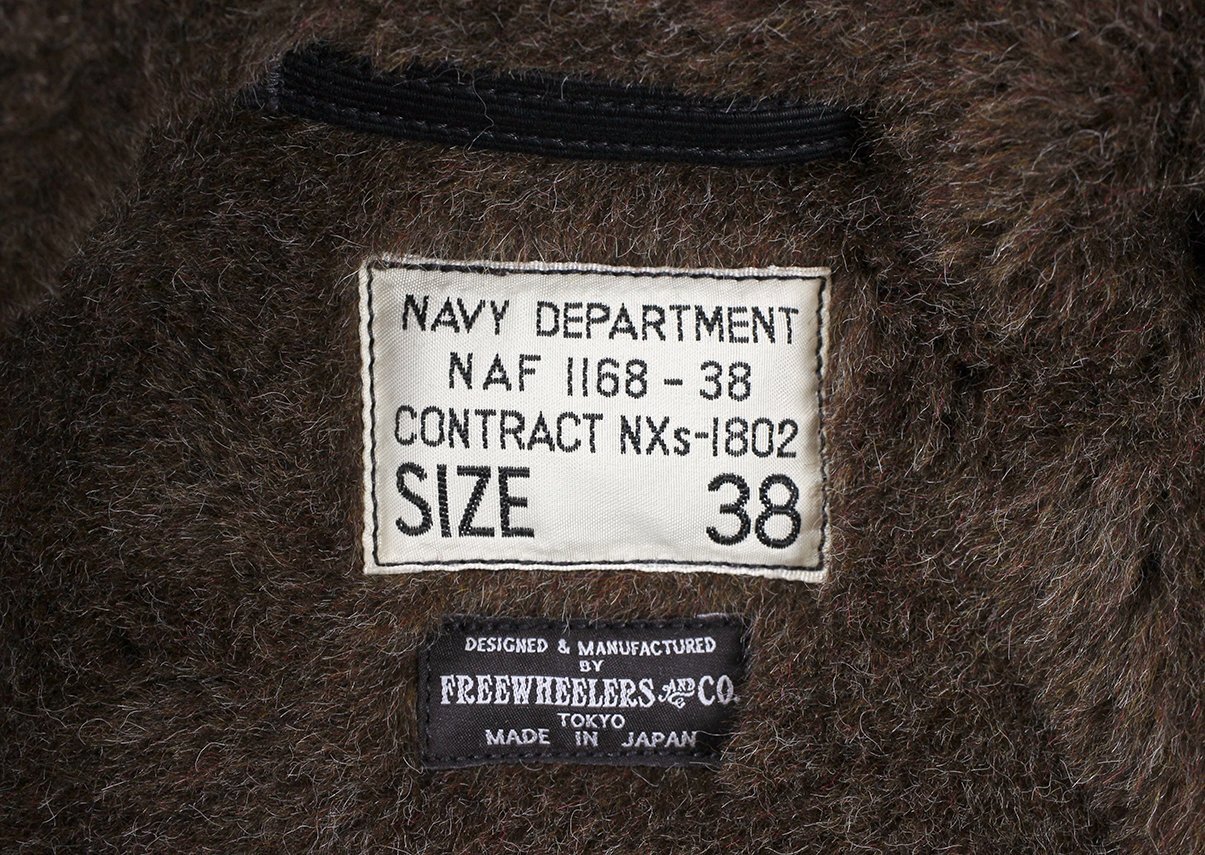 NAVY DEPARTMENT
NAF 1168-38
CONTRACT NXs-1802
SIZE 38
DESIGNED & MANUFACTURED
BY
FREEWHEELERS AND CO.
TOKYO
MADE IN JAPAN